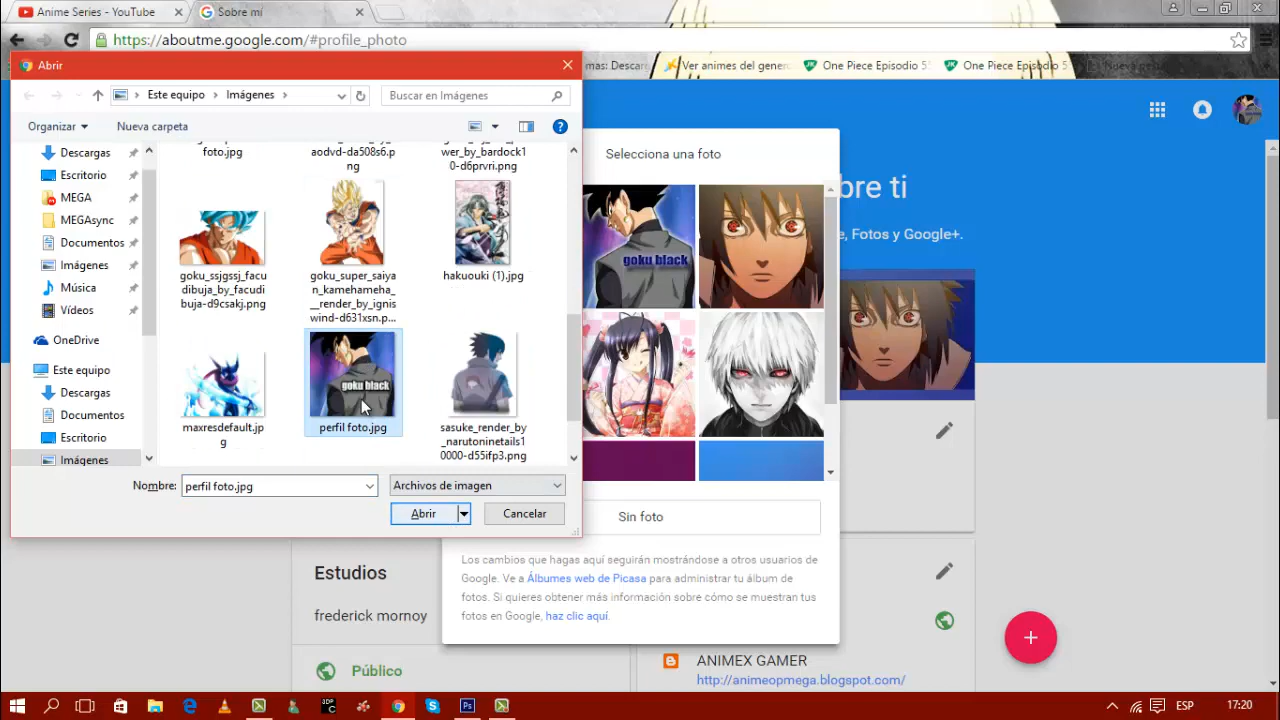 Anime Series - YouTube
Sobre mí
https://aboutme.google.com/#profile_photo
mas: Descarg
Ver animes del gener
One Piece Episodio 5
One Piece Episodio 5
Abrir
Este equipo
Imágenes
Buscar en Imágenes
Organizar
Nueva carpeta
Descargas
Escritorio
MEGA
MEGAsync
Documentos
Imágenes
Música
Vídeos
OneDrive
Este equipo
Descargas
Documentos
Escritorio
Imágenes
foto.jpg
aodvd-da508s6.p
ng
wer_by_bardock1
0-d6prvri.png
goku_ssjgssj_facu
dibuja_by_facudi
buja-d9csakj.png
goku_super_saiya
n_kamehameha_
_render_by_ignis
wind-d631xsn.p...
hakuouki (1).jpg
maxresdefault.jp
g
goku black
perfil foto.jpg
sasuke_render_by
_narutoninetails1
0000-d55ifp3.png
Nombre:
perfil foto.jpg
Archivos de imagen
Abrir
Cancelar
Selecciona una foto
goku black
Sin foto
Los cambios que hagas aquí seguirán mostrándose a otros usuarios de
Google. Ve a Álbumes web de Picasa para administrar tu álbum de
fotos. Si quieres obtener más información sobre cómo se muestran tus
fotos en Google, haz clic aquí.
bre ti
e, Fotos y Google+.
Estudios
frederick mornoy
Público
ANIMEX GAMER
http://animeopmega.blogspot.com/
3DP
C
Ps
ESP
17:20